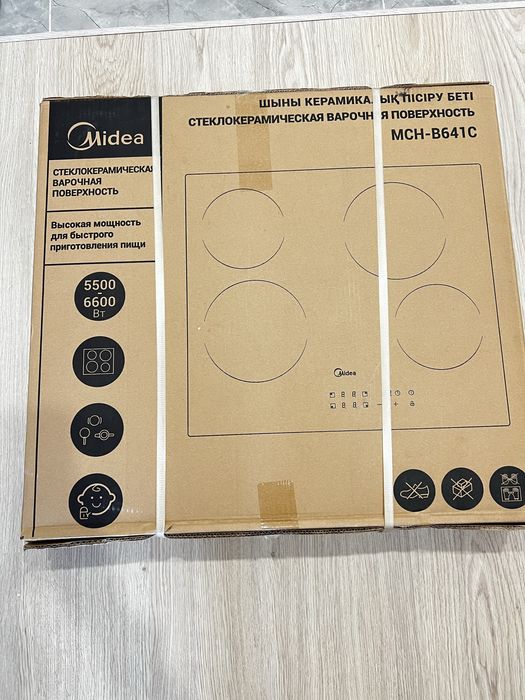 Midea
СТЕКЛОКЕРАМИЧЕСКАЯ
ВАРОЧНАЯ
ПОВЕРХНОСТЬ
Высокая мощность
для быстрого
приготовления пищи
5500
-
6600
Вт
ШЫНЫ КЕРАМИКАЛЫҚ ПІСІРУ БЕТІ
СТЕКЛОКЕРАМИЧЕСКАЯ ВАРОЧНАЯ ПОВЕРХНОСТЬ
MCH-B641C
Midea